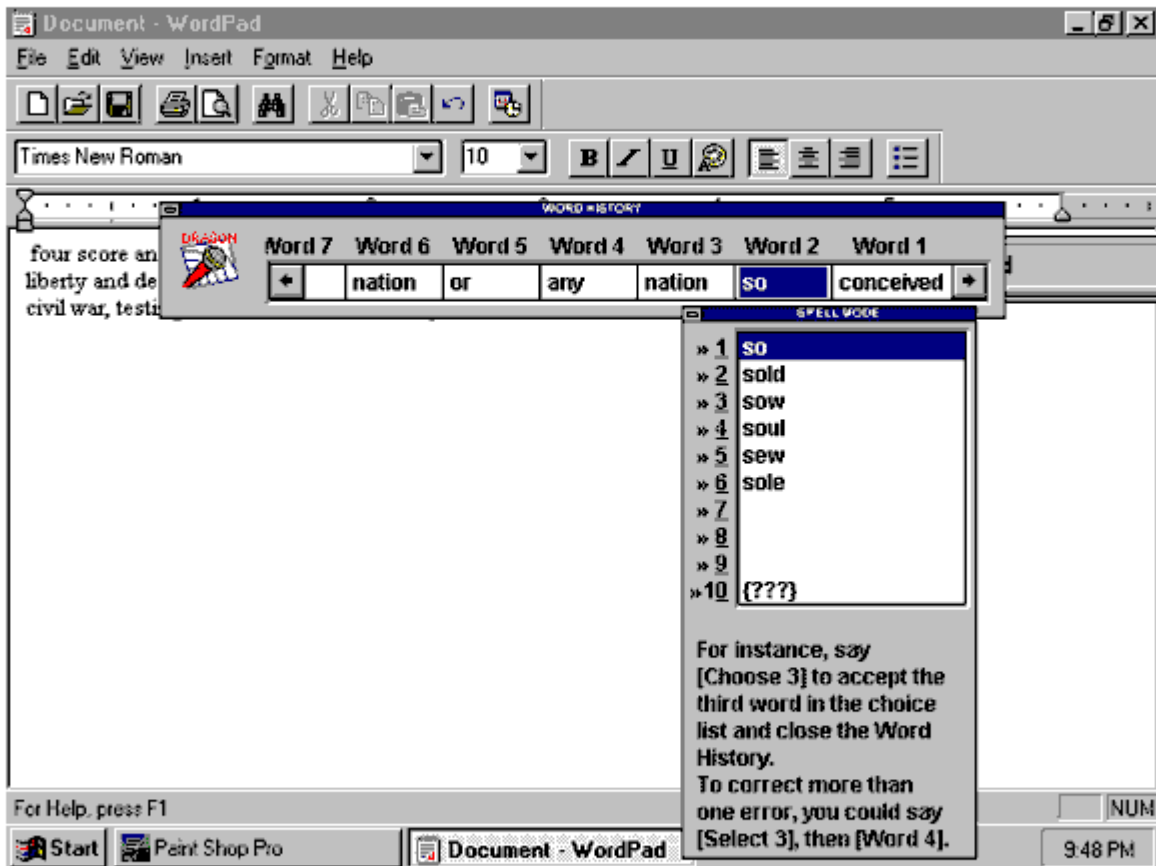 Document - WordPad
File Edit View Insert Format Help
Times New Roman 10 B I U
WORD HISTORY
DRAGON Word 7 Word 6 Word 5 Word 4 Word 3 Word 2 Word 1
nation or any nation so conceived
four score an
liberty and de
civil war, testi
SPELL MODE
» 1 so
» 2 sold
» 3 sow
» 4 soul
» 5 sew
» 6 sole
» 7
» 8
» 9
»10 {???}
For instance, say
[Choose 3] to accept the
third word in the choice
list and close the Word
History.
To correct more than
one error, you could say
[Select 3], then [Word 4].
For Help, press F1 NUM
Start Paint Shop Pro Document - WordPad 9:48 PM